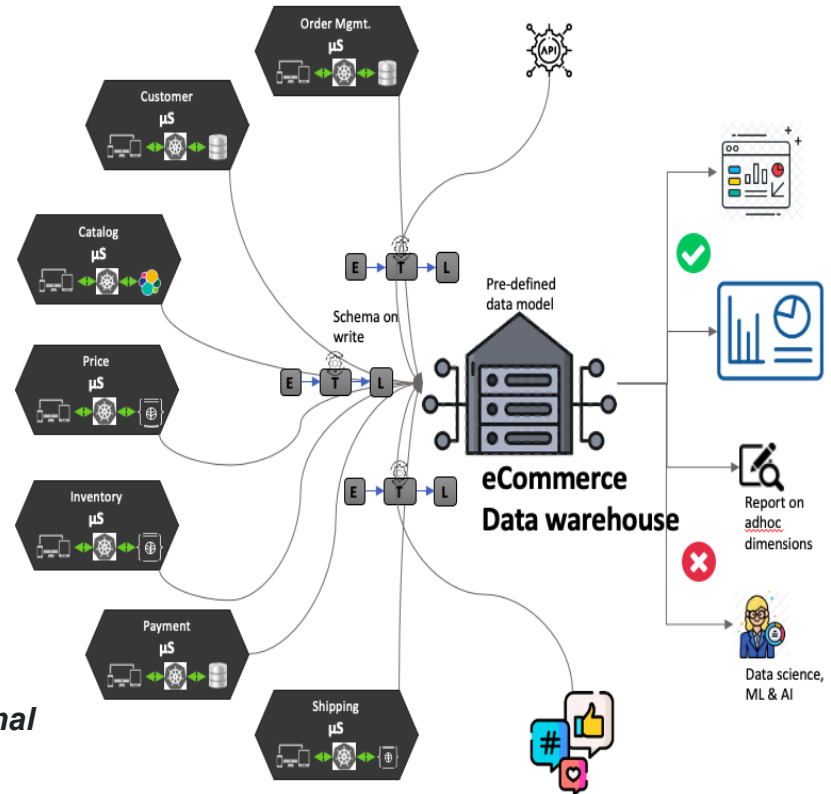 Order Mgmt.
µS
API
Customer
µS
Catalog
µS
E T L
Schema on
write
Pre-defined
data model
Price
µS
E T L
Inventory
µS
E T L
eCommerce
Data warehouse
Report on
adhoc
dimensions
Payment
µS
Data science,
ML & AI
Shipping
µS
#
nal